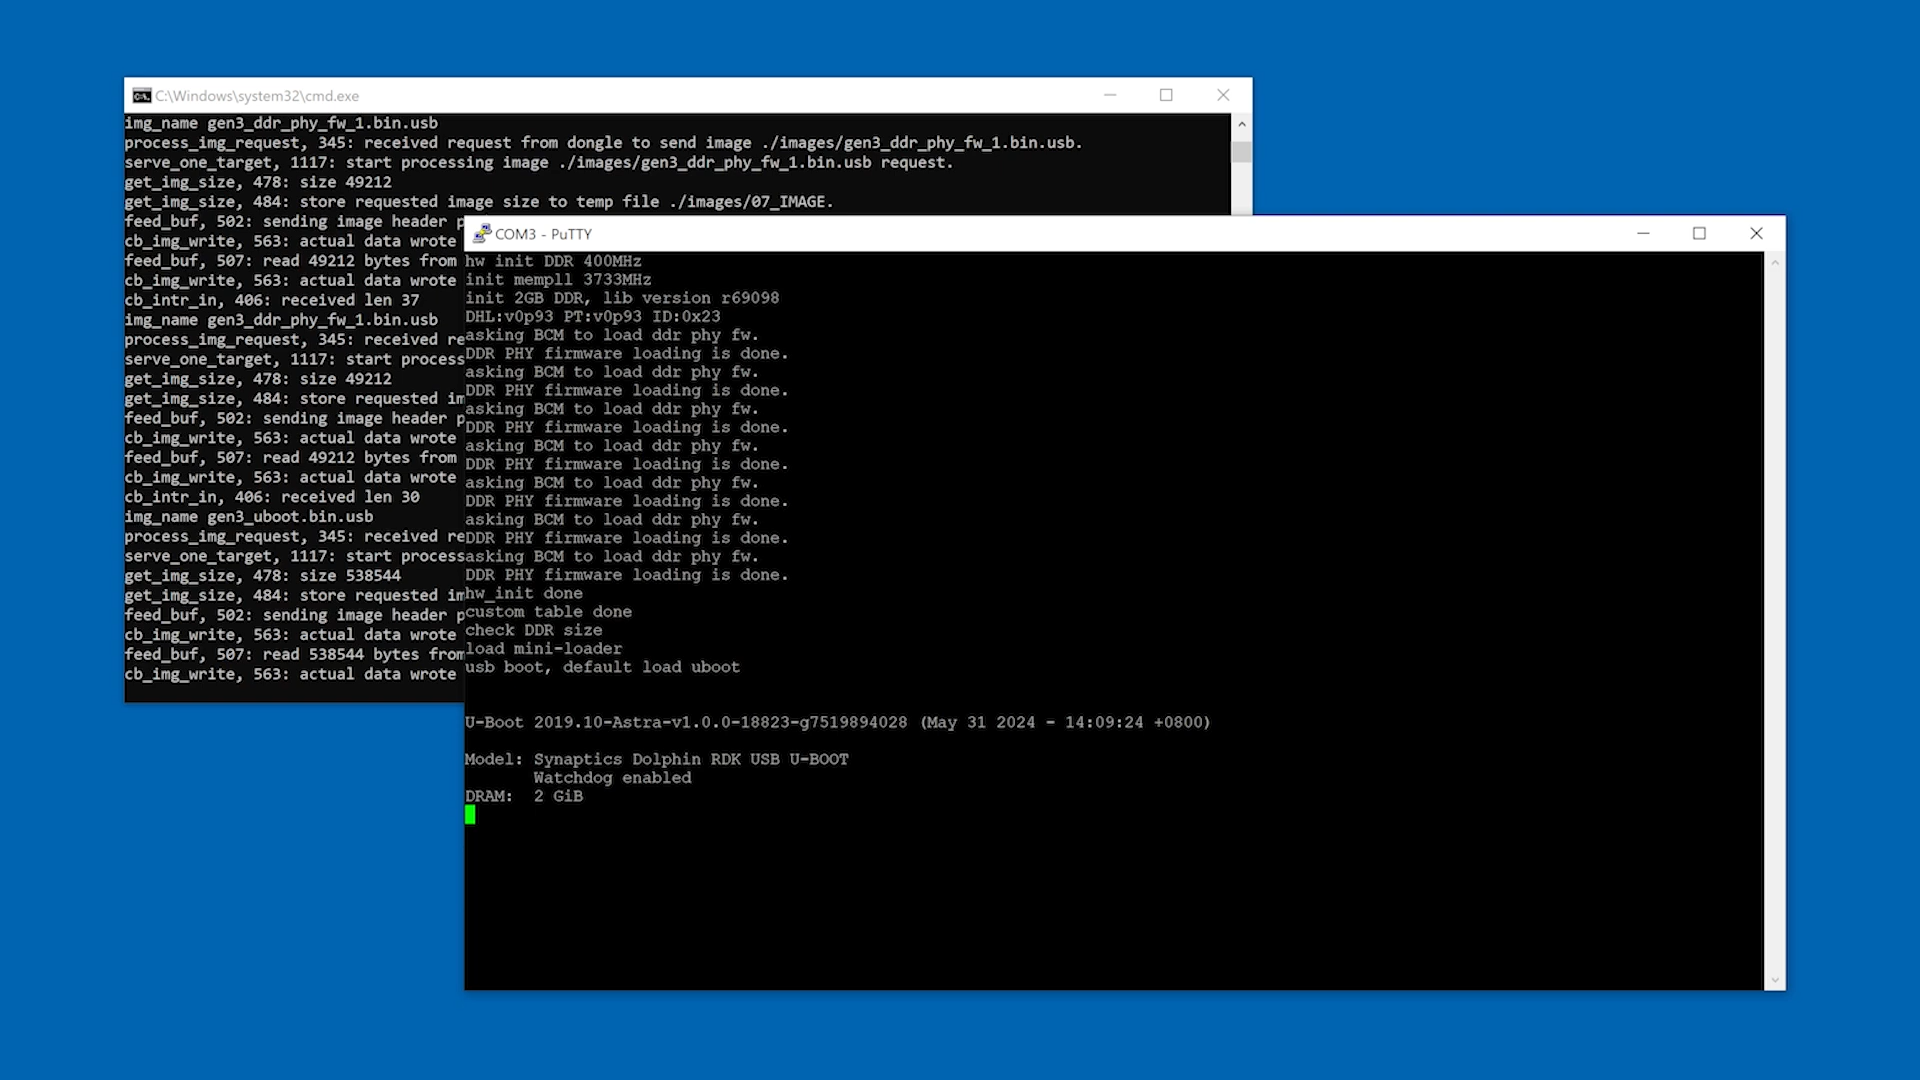 C:\Windows\system32\cmd.exe
img_name gen3_ddr_phy_fw_1.bin.usb
process_img_request, 345: received request from dongle to send image ./images/gen3_ddr_phy_fw_1.bin.usb.
serve_one_target, 1117: start processing image ./images/gen3_ddr_phy_fw_1.bin.usb request.
get_img_size, 478: size 49212
get_img_size, 484: store requested image size to temp file ./images/07_IMAGE.
feed_buf, 502: sending image header p
cb_img_write, 563: actual data wrote
feed_buf, 507: read 49212 bytes from
cb_img_write, 563: actual data wrote
cb_intr_in, 406: received len 37
img_name gen3_ddr_phy_fw_1.bin.usb
process_img_request, 345: received re
serve_one_target, 1117: start process
get_img_size, 478: size 49212
get_img_size, 484: store requested im
feed_buf, 502: sending image header p
cb_img_write, 563: actual data wrote
feed_buf, 507: read 49212 bytes from
cb_img_write, 563: actual data wrote
cb_intr_in, 406: received len 30
img_name gen3_uboot.bin.usb
process_img_request, 345: received re
serve_one_target, 1117: start process
get_img_size, 478: size 538544
get_img_size, 484: store requested im
feed_buf, 502: sending image header p
cb_img_write, 563: actual data wrote
feed_buf, 507: read 538544 bytes from
cb_img_write, 563: actual data wrote
COM3 - PuTTY
hw init DDR 400MHz
init mempll 3733MHz
init 2GB DDR, lib version r69098
DHL:v0p93 PT:v0p93 ID:0x23
asking BCM to load ddr phy fw.
DDR PHY firmware loading is done.
asking BCM to load ddr phy fw.
DDR PHY firmware loading is done.
asking BCM to load ddr phy fw.
DDR PHY firmware loading is done.
asking BCM to load ddr phy fw.
DDR PHY firmware loading is done.
asking BCM to load ddr phy fw.
DDR PHY firmware loading is done.
asking BCM to load ddr phy fw.
DDR PHY firmware loading is done.
asking BCM to load ddr phy fw.
DDR PHY firmware loading is done.
hw_init done
custom table done
check DDR size
load mini-loader
usb boot, default load uboot
U-Boot 2019.10-Astra-v1.0.0-18823-g7519894028 (May 31 2024 - 14:09:24 +0800)
Model: Synaptics Dolphin RDK USB U-BOOT
Watchdog enabled
DRAM: 2 GiB